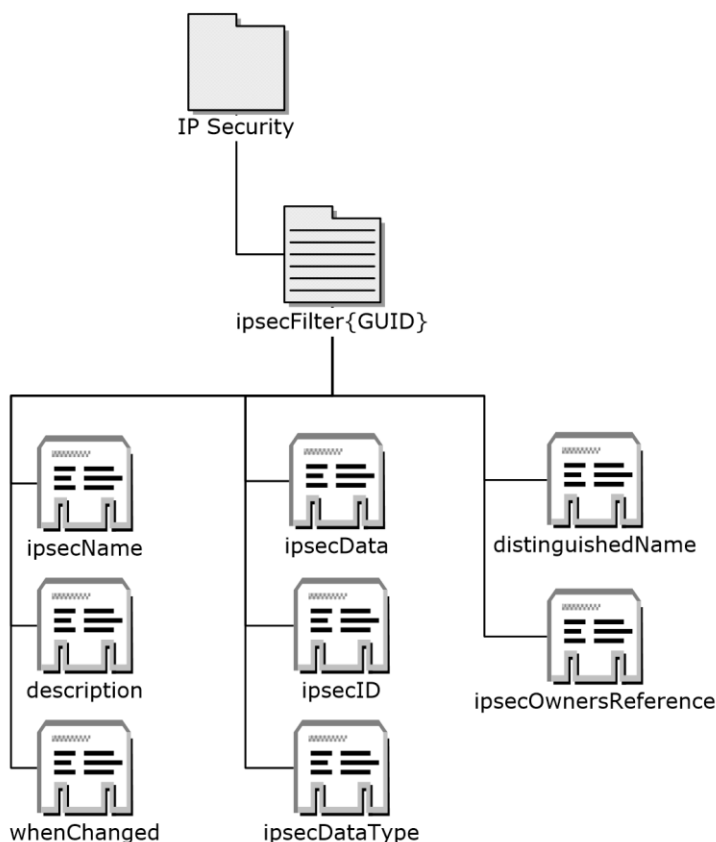 IP Security
ipsecFilter{GUID}
ipsecName
ipsecData
distinguishedName
description
ipsecID
ipsecOwnersReference
whenChanged
ipsecDataType